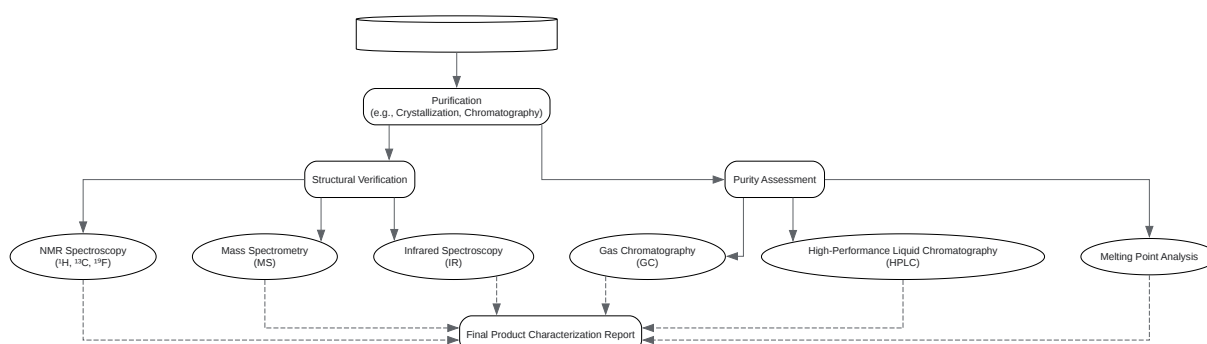 Purification
(e.g., Crystallization, Chromatography)
Structural Verification
Purity Assessment
NMR Spectroscopy
(¹H, ¹³C, ¹⁹F)
Mass Spectrometry
(MS)
Infrared Spectroscopy
(IR)
Gas Chromatography
(GC)
High-Performance Liquid Chromatography
(HPLC)
Melting Point Analysis
Final Product Characterization Report